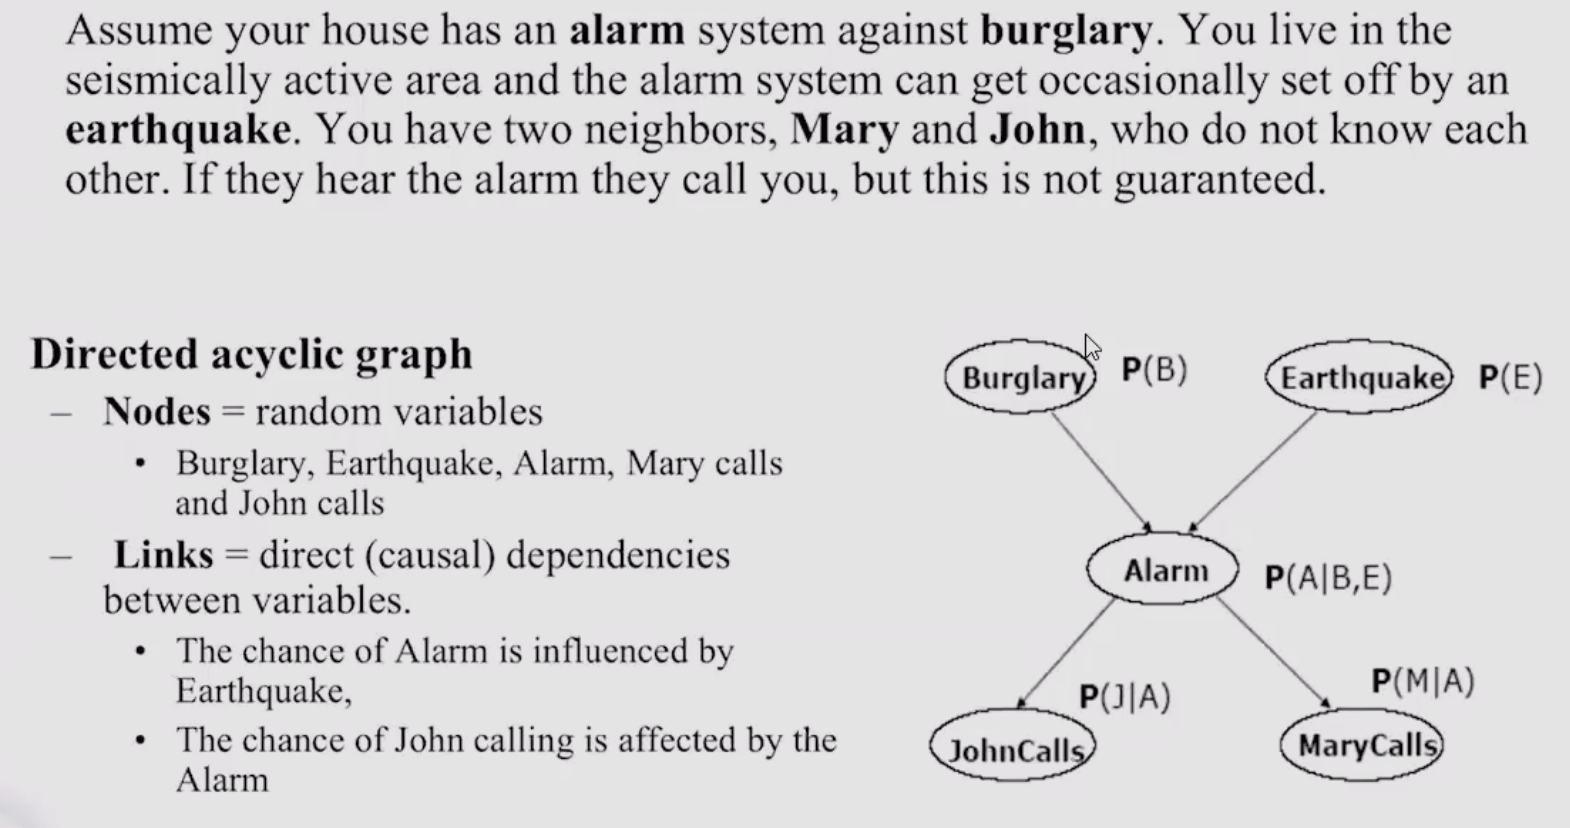 Assume your house has an alarm system against burglary. You live in the
seismically active area and the alarm system can get occasionally set off by an
earthquake. You have two neighbors, Mary and John, who do not know each
other. If they hear the alarm they call you, but this is not guaranteed.
Directed acyclic graph
– Nodes = random variables
• Burglary, Earthquake, Alarm, Mary calls
and John calls
– Links = direct (causal) dependencies
between variables.
• The chance of Alarm is influenced by
Earthquake,
• The chance of John calling is affected by the
Alarm
Burglary P(B) Earthquake P(E)
Alarm P(A|B,E)
P(J|A) P(M|A)
JohnCalls MaryCalls